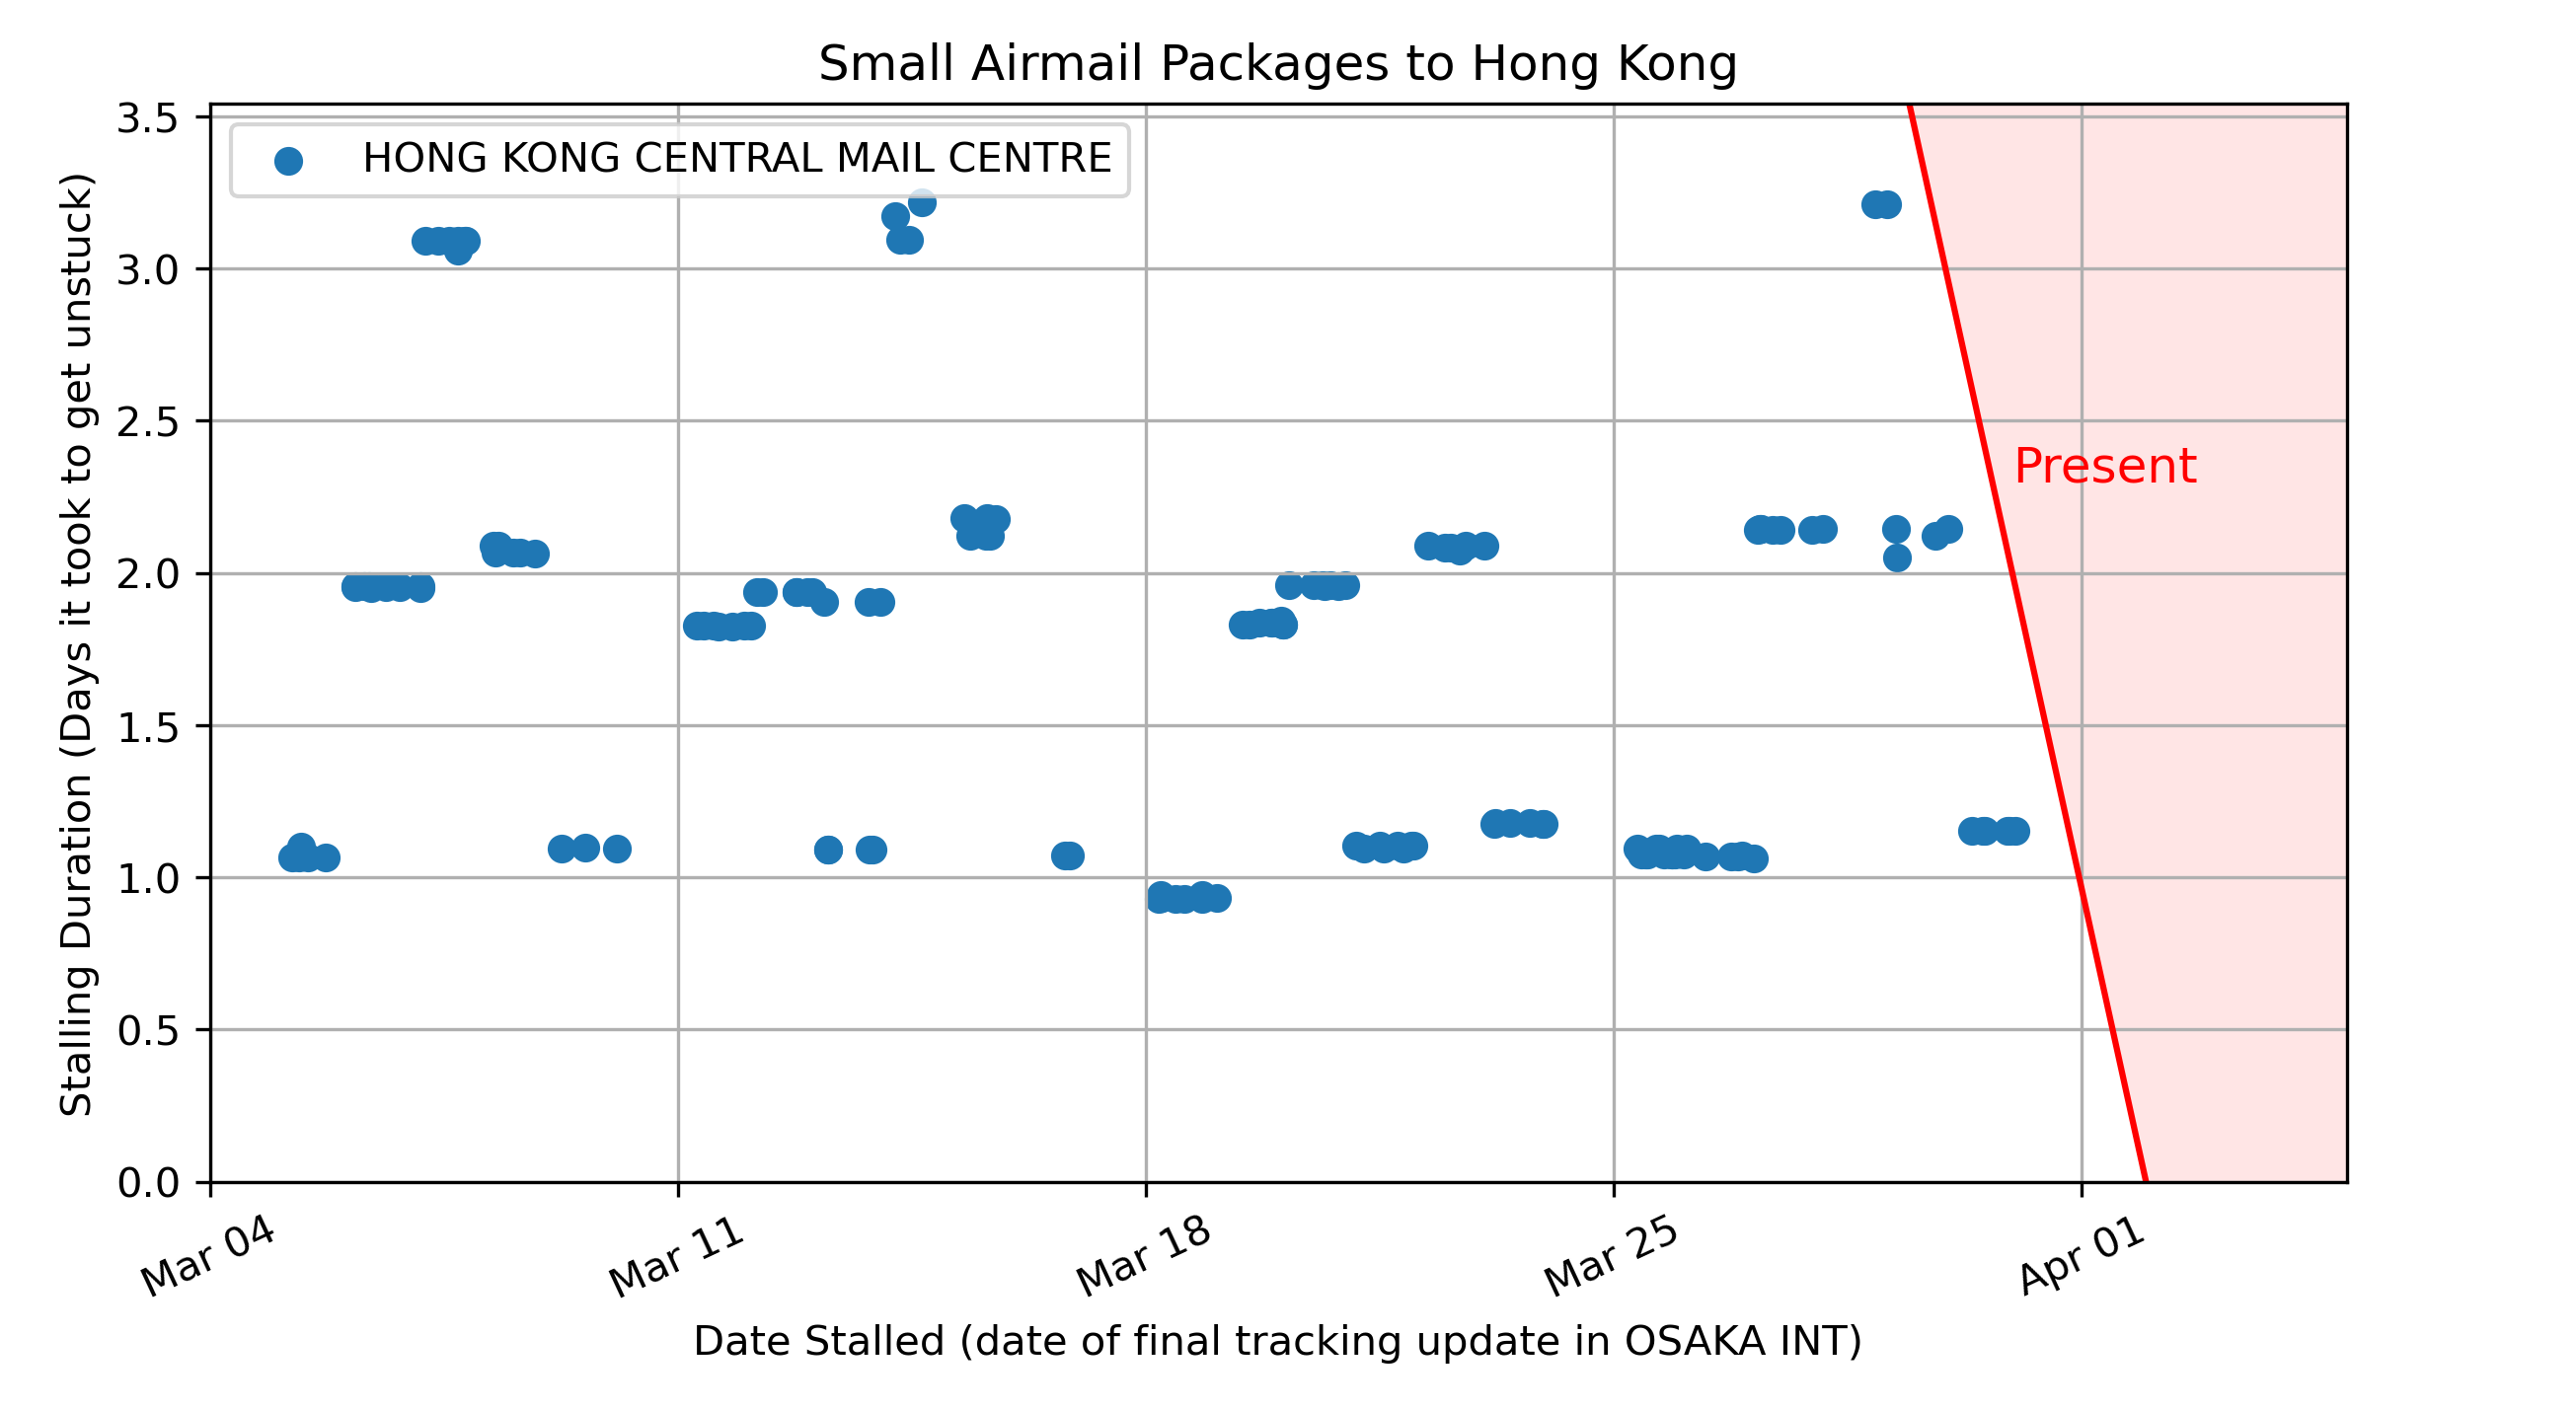 Small Airmail Packages to Hong Kong
HONG KONG CENTRAL MAIL CENTRE
Stalling Duration (Days it took to get unstuck)
3.5
3.0
2.5
2.0
1.5
1.0
0.5
0.0
Present
Mar 04
Mar 11
Mar 18
Mar 25
Apr 01
Date Stalled (date of final tracking update in OSAKA INT)